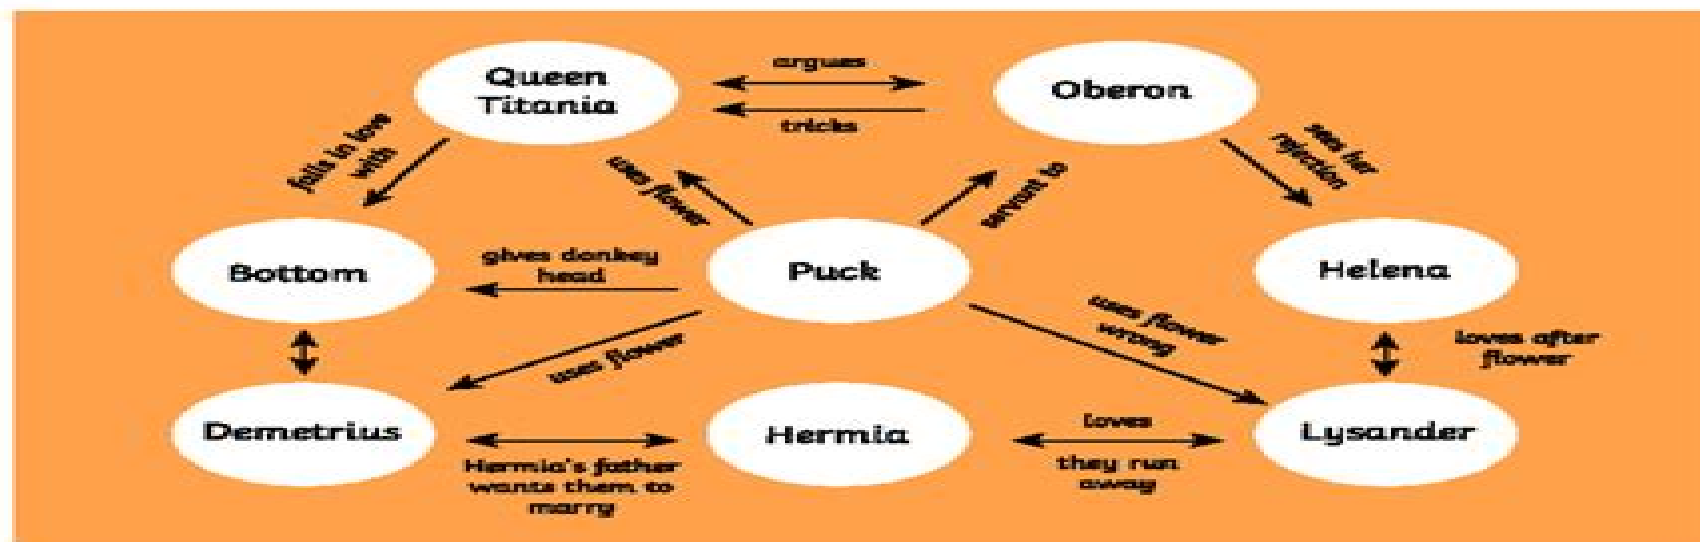 Queen
Titania
argues
tricks
Oberon
falls in love
with
uses flower
servant to
sees her
rejection
Bottom
gives donkey
head
Puck
Helena
uses flower
uses flower
wrong
loves after
flower
Demetrius
Hermia's father
wants them to
marry
Hermia
loves
they run
away
Lysander